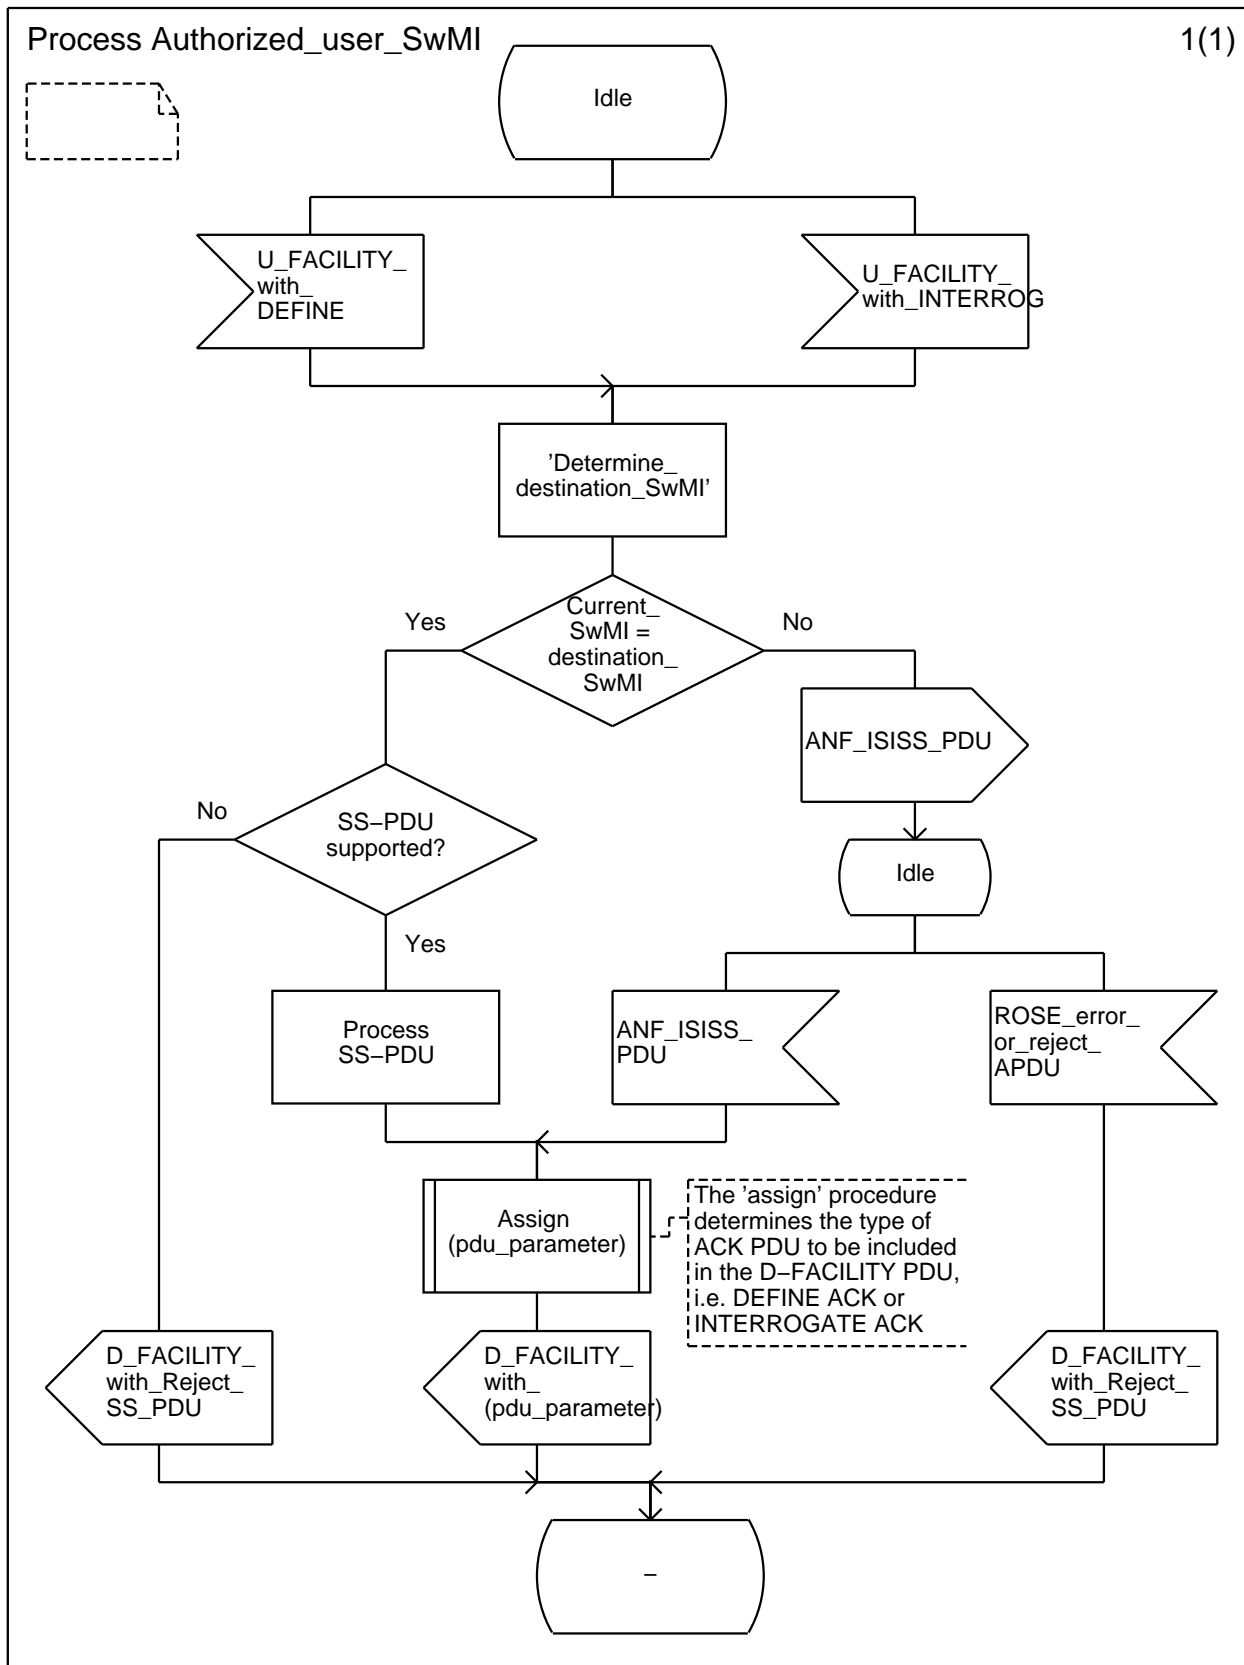 Process Authorized_user_SwMI
1(1)
Idle
U_FACILITY_
with_
DEFINE
U_FACILITY_
with_INTERROG
’Determine_
destination_SwMI’
Current_
SwMI =
destination_
SwMI
Yes
No
ANF_ISISS_PDU
SS−PDU
supported?
No
Yes
Idle
Process
SS−PDU
ANF_ISISS_
PDU
ROSE_error_
or_reject_
APDU
Assign
(pdu_parameter)
The ’assign’ procedure
determines the type of
ACK PDU to be included
in the D−FACILITY PDU,
i.e. DEFINE ACK or
INTERROGATE ACK
D_FACILITY_
with_Reject_
SS_PDU
D_FACILITY_
with_
(pdu_parameter)
D_FACILITY_
with_Reject_
SS_PDU
−